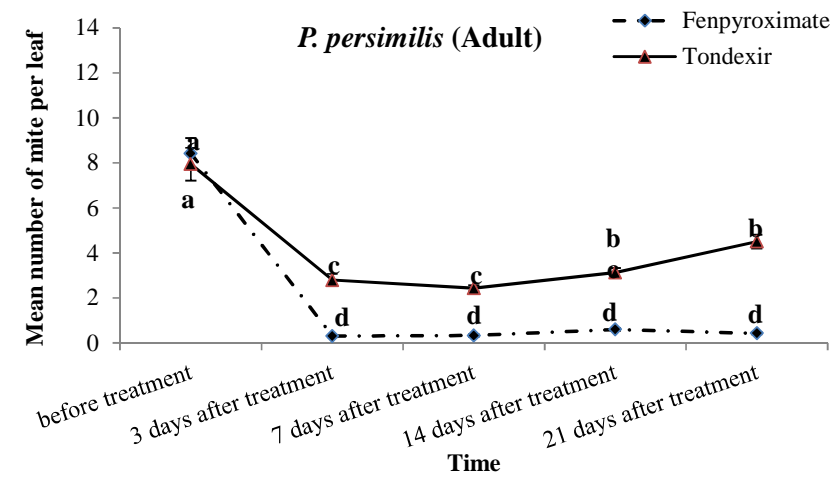 P. persimilis (Adult)
Fenpyroximate
Tondexir
Mean number of mite per leaf
14
12
10
8
6
4
2
0
a
a
c
c
b
c
b
d
d
d
d
before treatment
3 days after treatment
7 days after treatment
14 days after treatment
21 days after treatment
Time